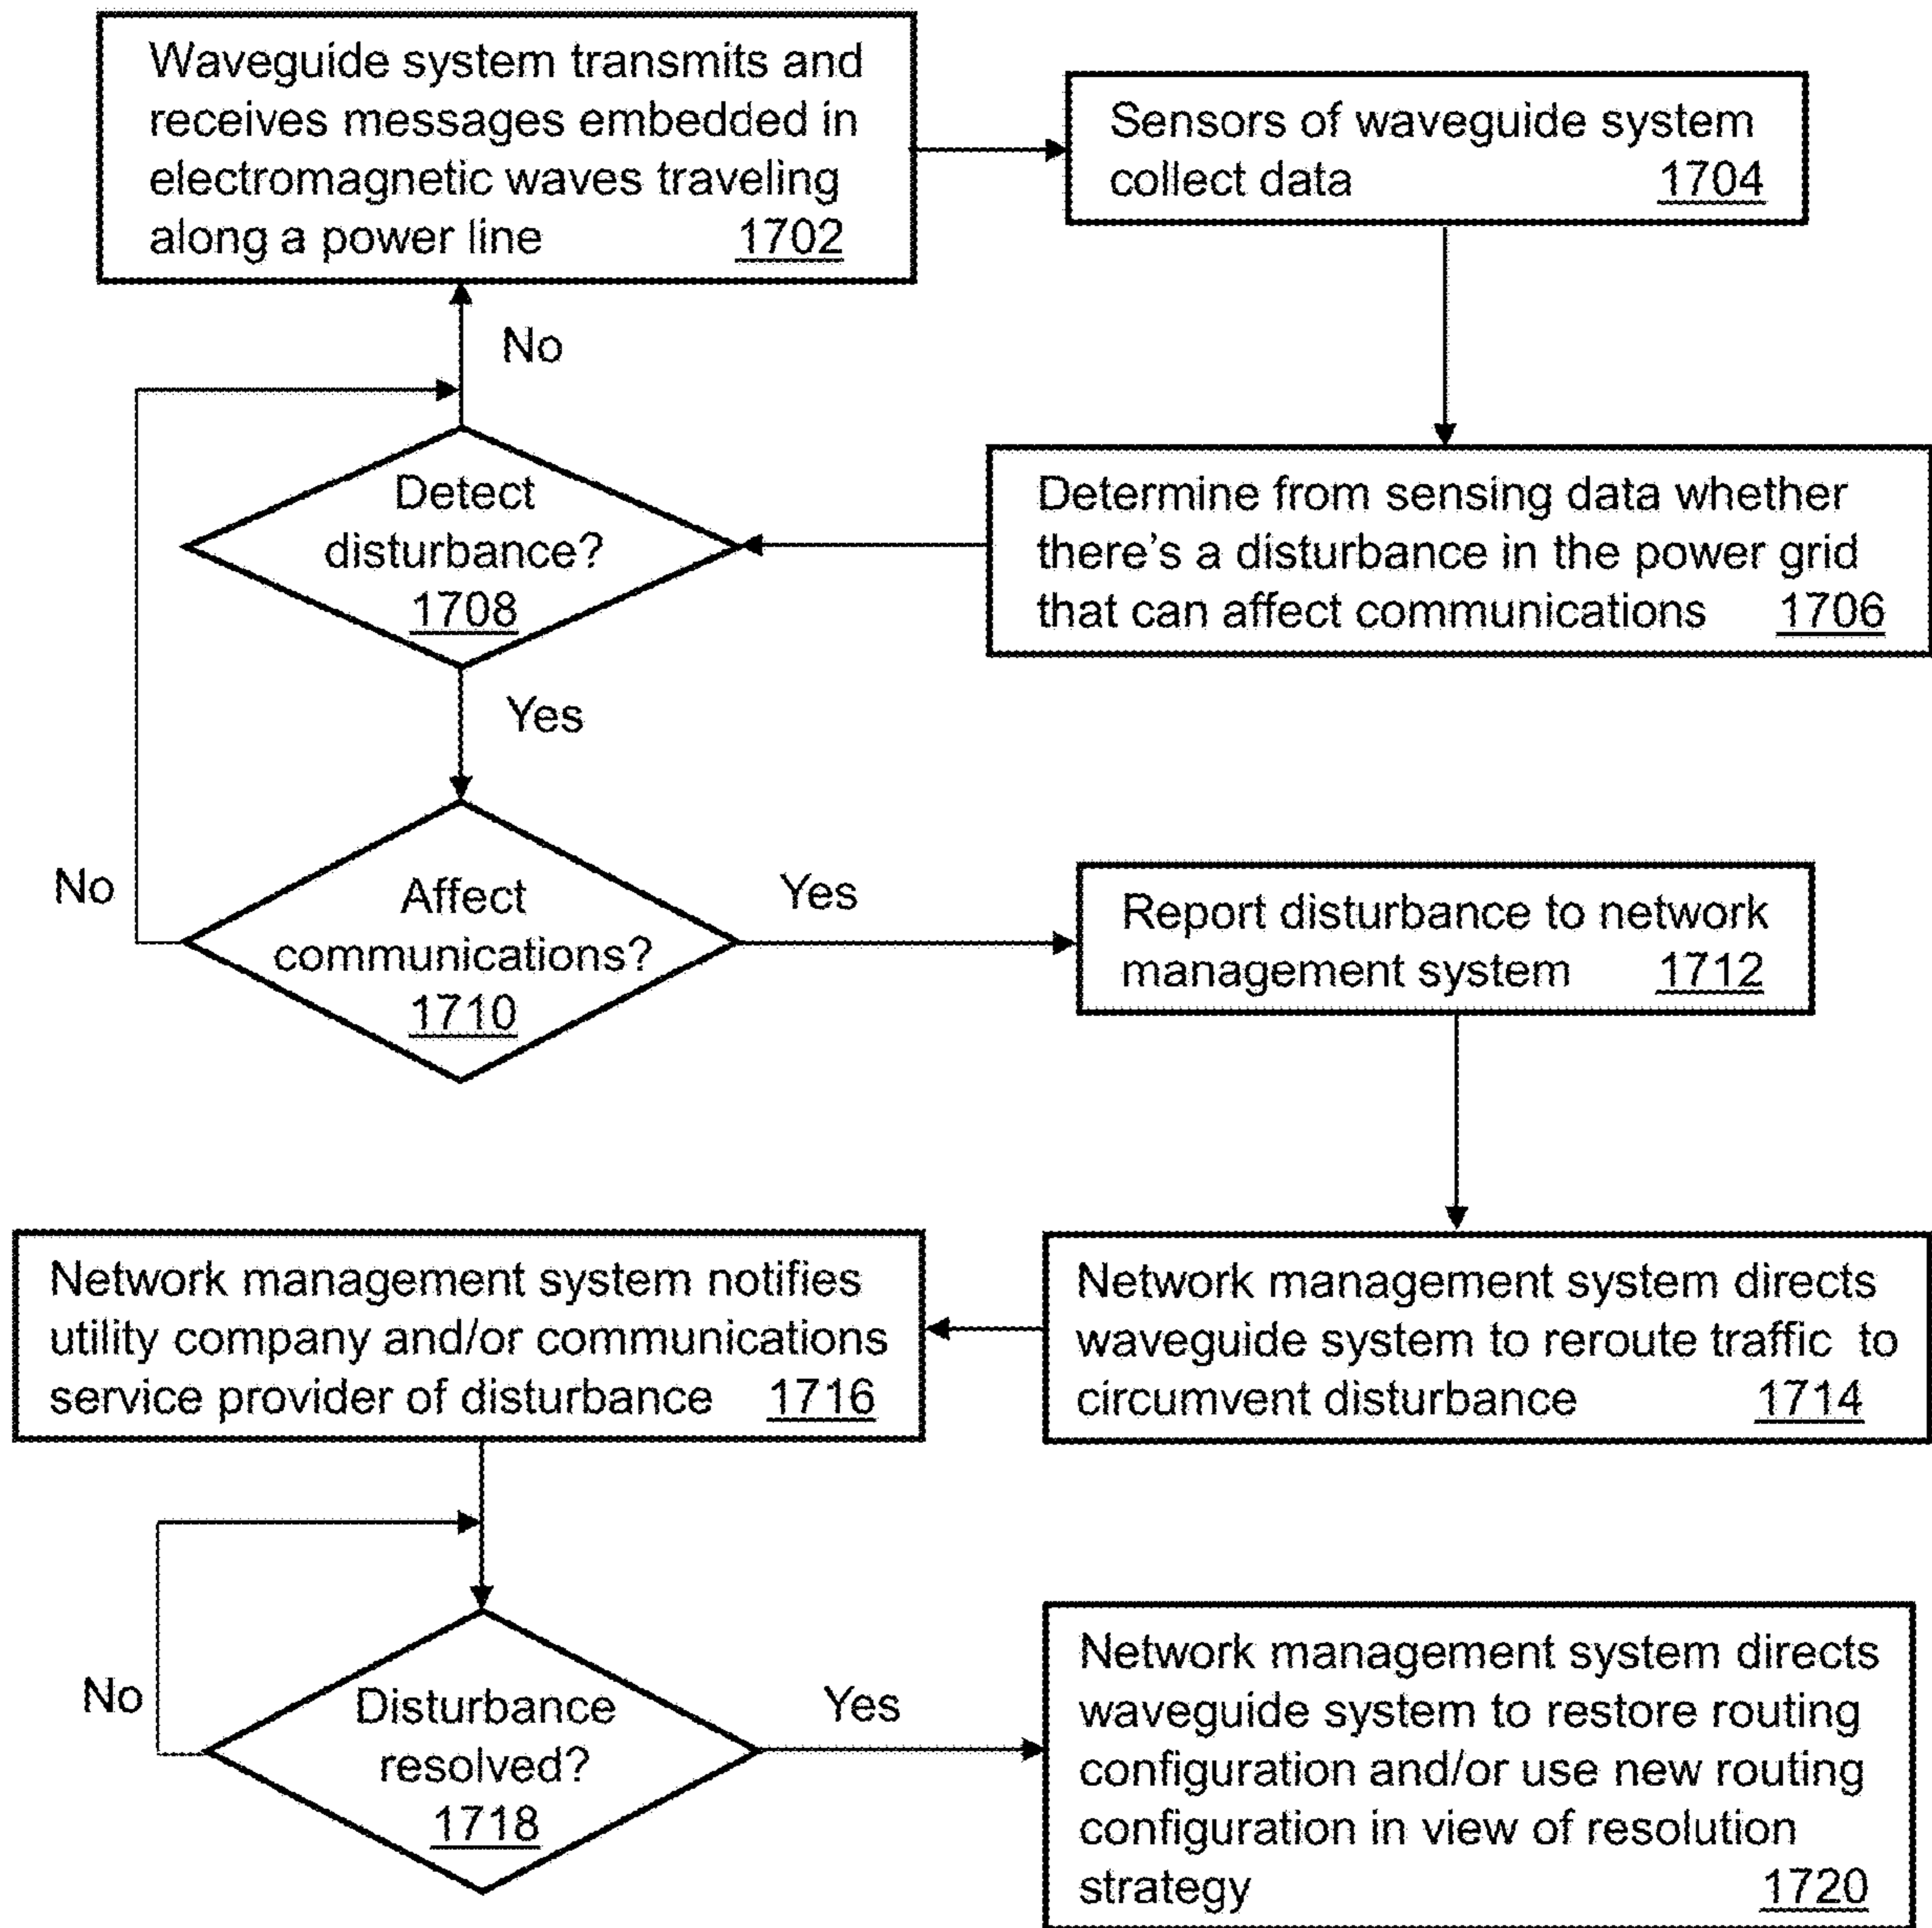 Waveguide system transmits and
receives messages embedded in
electromagnetic waves traveling
along a power line 1702
Sensors of waveguide system
collect data 1704
No
Detect
disturbance?
1708
Determine from sensing data whether
there's a disturbance in the power grid
that can affect communications 1706
Yes
No
Affect
communications?
1710
Yes
Report disturbance to network
management system 1712
Network management system notifies
utility company and/or communications
service provider of disturbance 1716
Network management system directs
waveguide system to reroute traffic to
circumvent disturbance 1714
No
Disturbance
resolved?
1718
Yes
Network management system directs
waveguide system to restore routing
configuration and/or use new routing
configuration in view of resolution
strategy 1720